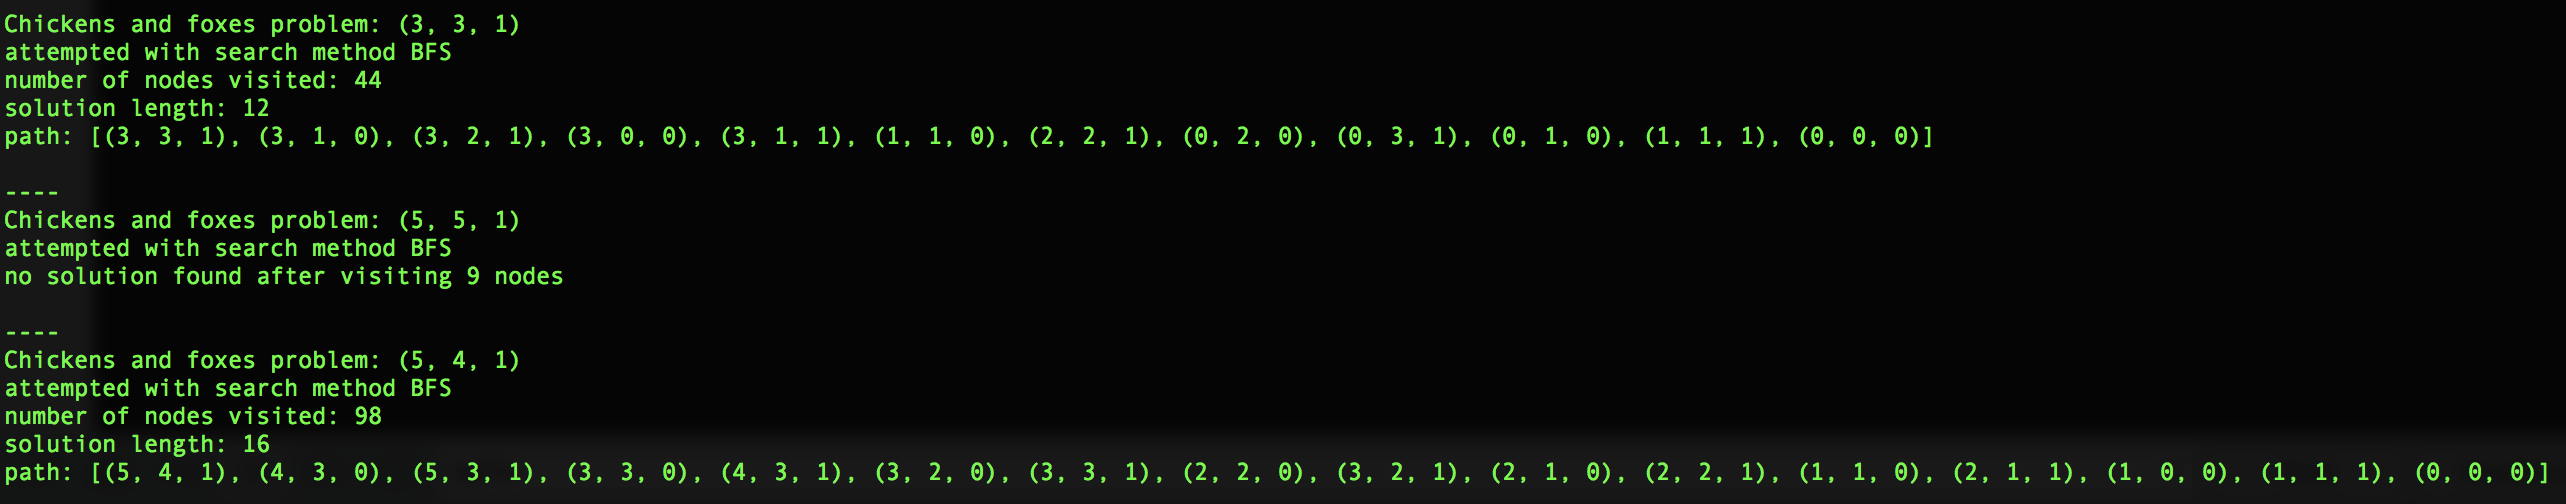 Chickens and foxes problem: (3, 3, 1)
attempted with search method BFS
number of nodes visited: 44
solution length: 12
path: [(3, 3, 1), (3, 1, 0), (3, 2, 1), (3, 0, 0), (3, 1, 1), (1, 1, 0), (2, 2, 1), (0, 2, 0), (0, 3, 1), (0, 1, 0), (1, 1, 1), (0, 0, 0)]
----
Chickens and foxes problem: (5, 5, 1)
attempted with search method BFS
no solution found after visiting 9 nodes
----
Chickens and foxes problem: (5, 4, 1)
attempted with search method BFS
number of nodes visited: 98
solution length: 16
path: [(5, 4, 1), (4, 3, 0), (5, 3, 1), (3, 3, 0), (4, 3, 1), (3, 2, 0), (3, 3, 1), (2, 2, 0), (3, 2, 1), (2, 1, 0), (2, 2, 1), (1, 1, 0), (2, 1, 1), (1, 0, 0), (1, 1, 1), (0, 0, 0)]